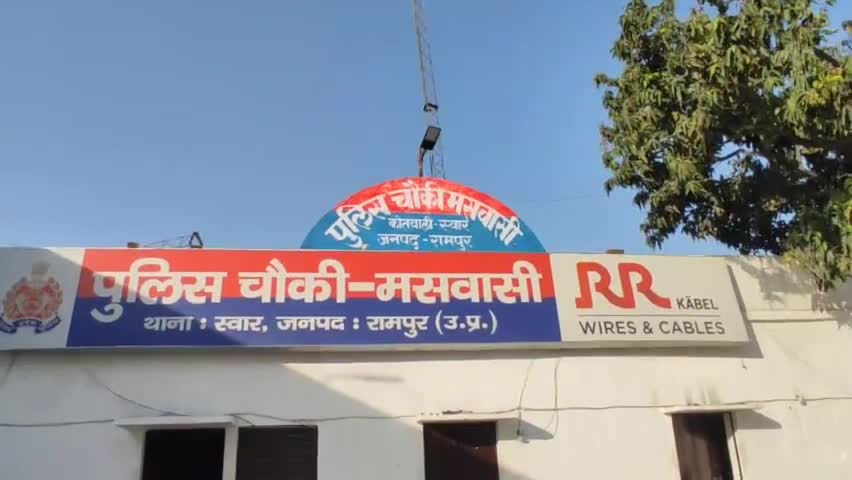 पुलिस चौकी मसवासी
कोतवाली-स्वार
जनपद-रामपुर
पुलिस चौकी-मसवासी
थाना : स्वार, जनपद : रामपुर (उ.प्र.)
RR KABEL
WIRES & CABLES